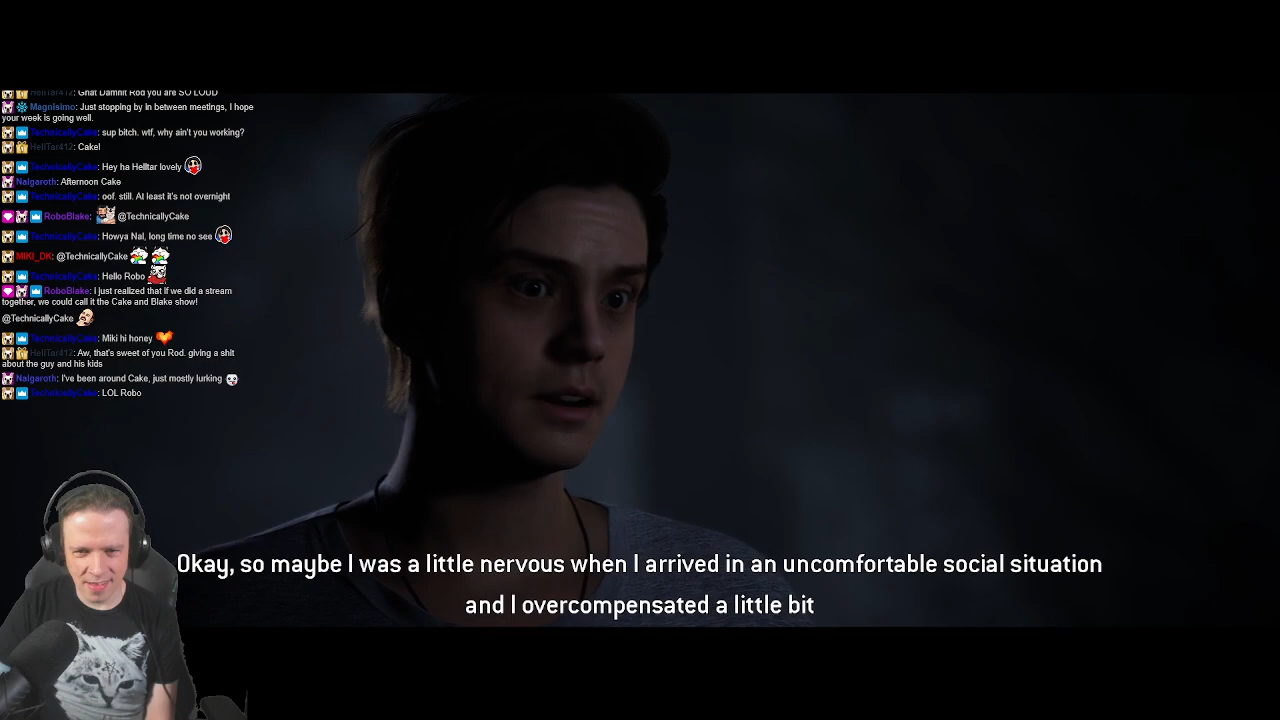 HellTar412: Ghat Damnit Rod you are SO LOUD
Magnisimo: Just stopping by in between meetings, I hope
your week is going well.
TechnicallyCake: sup bitch. wtf, why ain't you working?
HellTar412: Cake!
TechnicallyCake: Hey ha Helltar lovely
Nalgaroth: Afternoon Cake
TechnicallyCake: oof. still. At least it's not overnight
RoboBlake: @TechnicallyCake
TechnicallyCake: Howya Nal, long time no see
MIKI_DK: @TechnicallyCake
TechnicallyCake: Hello Robo
RoboBlake: I just realized that if we did a stream
together, we could call it the Cake and Blake show!
@TechnicallyCake
TechnicallyCake: Miki hi honey
HellTar412: Aw, that's sweet of you Rod. giving a shit
about the guy and his kids
Nalgaroth: I've been around Cake, just mostly lurking
TechnicallyCake: LOL Robo
Okay, so maybe I was a little nervous when I arrived in an uncomfortable social situation
and I overcompensated a little bit